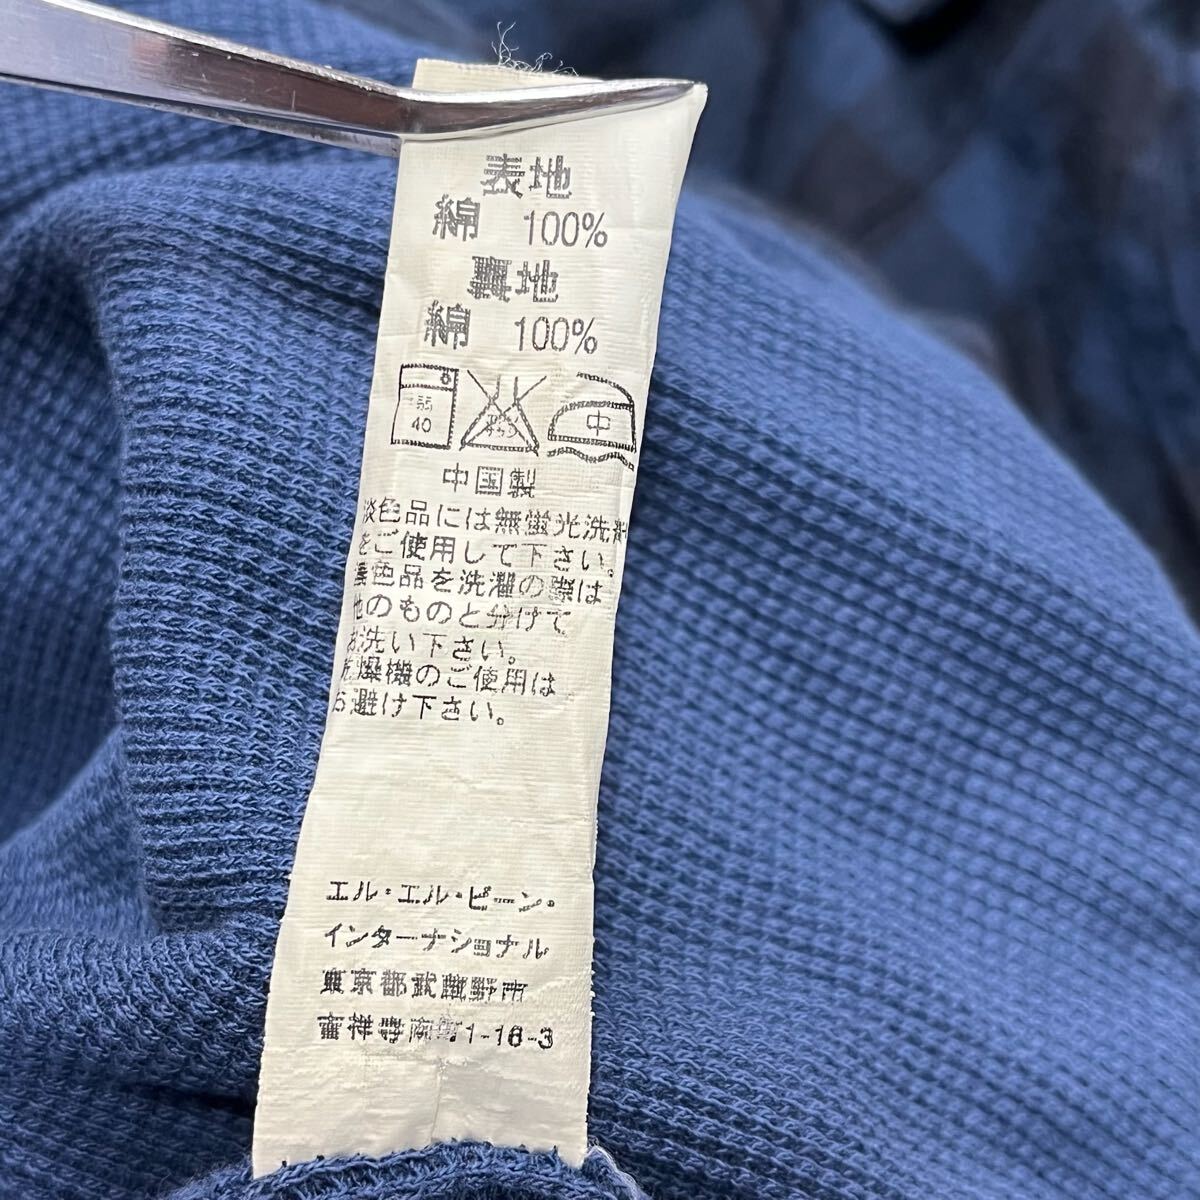 表地
綿 100%
裏地
綿 100%
40
中
中国製
淡色品には無蛍光洗剤
をご使用して下さい。
濃色品を洗濯の際は
他のものと分けて
お洗い下さい。
乾燥機のご使用は
お避け下さい。
エル・エル・ビーン・
インターナショナル
東京都武蔵野市
吉祥寺南町1-16-3